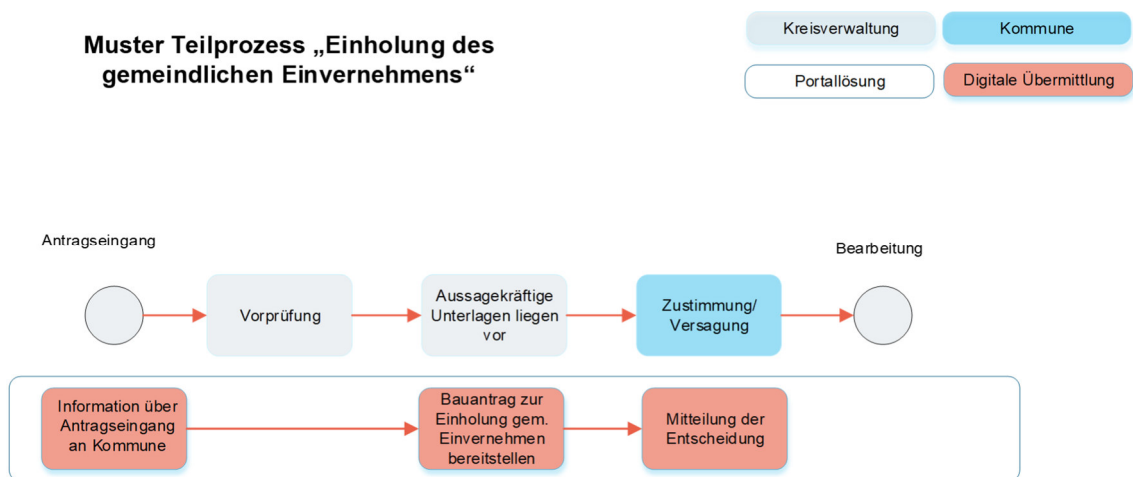 Muster Teilprozess „Einholung des
gemeindlichen Einvernehmens“
Kreisverwaltung
Kommune
Portallösung
Digitale Übermittlung
Antragseingang
Bearbeitung
Vorprüfung
Aussagekräftige
Unterlagen liegen
vor
Zustimmung/
Versagung
Information über
Antragseingang
an Kommune
Bauantrag zur
Einholung gem.
Einvernehmen
bereitstellen
Mitteilung der
Entscheidung